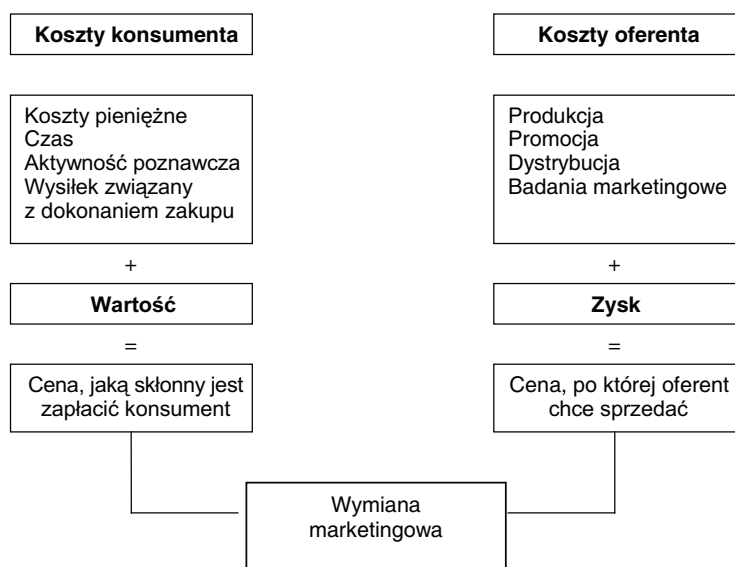 Koszty konsumenta
Koszty pieniężne
Czas
Aktywność poznawcza
Wysiłek związany
z dokonaniem zakupu
+
Wartość
=
Cena, jaką skłonny jest
zapłacić konsument
Koszty oferenta
Produkcja
Promocja
Dystrybucja
Badania marketingowe
+
Zysk
=
Cena, po której oferent
chce sprzedać
Wymiana
marketingowa